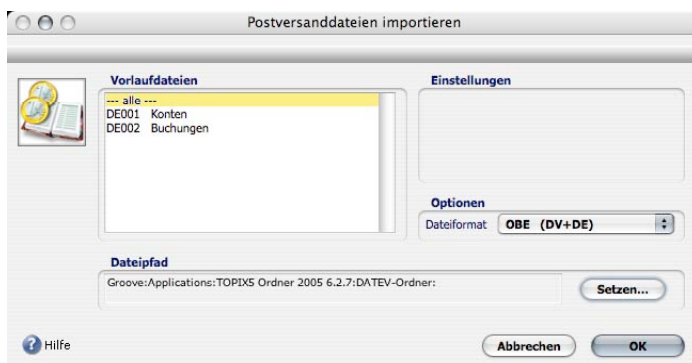 Postversanddateien importieren
Vorlaufdateien
--- alle ---
DE001 Konten
DE002 Buchungen
Einstellungen
Optionen
Dateiformat OBE (DV+DE)
Dateipfad
Groove:Applications:TOPIX5 Ordner 2005 6.2.7:DATEV-Ordner:
Setzen...
? Hilfe
Abbrechen
OK